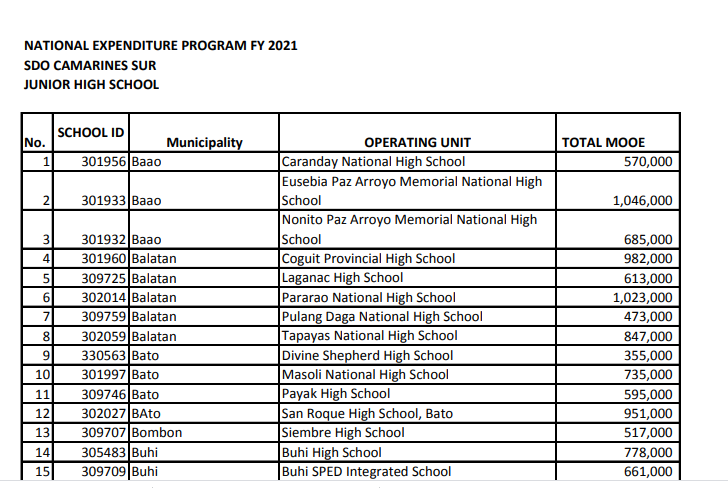 NATIONAL EXPENDITURE PROGRAM FY 2021
SDO CAMARINES SUR
JUNIOR HIGH SCHOOL
No. SCHOOL ID Municipality OPERATING UNIT TOTAL MOOE
1 301956 Baao Caranday National High School 570,000
Eusebia Paz Arroyo Memorial National High
2 301933 Baao School 1,046,000
Nonito Paz Arroyo Memorial National High
3 301932 Baao School 685,000
4 301960 Balatan Coguit Provincial High School 982,000
5 309725 Balatan Laganac High School 613,000
6 302014 Balatan Pararao National High School 1,023,000
7 309759 Balatan Pulang Daga National High School 473,000
8 302059 Balatan Tapayas National High School 847,000
9 330563 Bato Divine Shepherd High School 355,000
10 301997 Bato Masoli National High School 735,000
11 309746 Bato Payak High School 595,000
12 302027 BAto San Roque High School, Bato 951,000
13 309707 Bombon Siembre High School 517,000
14 305483 Buhi Buhi High School 778,000
15 309709 Buhi Buhi SPED Integrated School 661,000